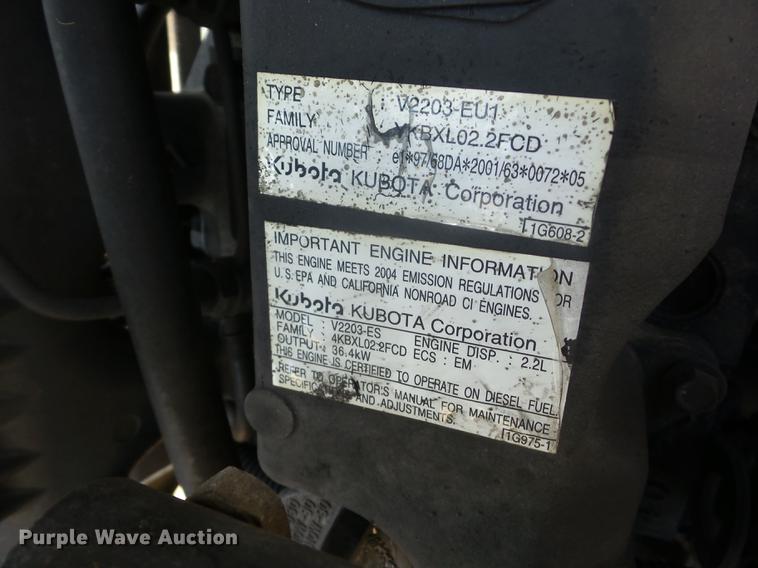 TYPE : V2203-EU1
FAMILY : YKBXL02.2FCD
APPROVAL NUMBER e1*97/68DA*2001/63*0072*05
Kubota KUBOTA Corporation
1G608-2
IMPORTANT ENGINE INFORMATION
THIS ENGINE MEETS 2004 EMISSION REGULATIONS FOR
U.S. EPA AND CALIFORNIA NONROAD CI ENGINES.
Kubota KUBOTA Corporation
MODEL : V2203-ES ENGINE DISP. : 2.2L
FAMILY : 4KBXL02.2FCD ECS : EM
OUTPUT : 36.4kW
THIS ENGINE IS CERTIFIED TO OPERATE ON DIESEL FUEL.
REFER TO OPERATOR'S MANUAL FOR MAINTENANCE
SPECIFICATIONS AND ADJUSTMENTS.
1G975-1
Purple Wave Auction